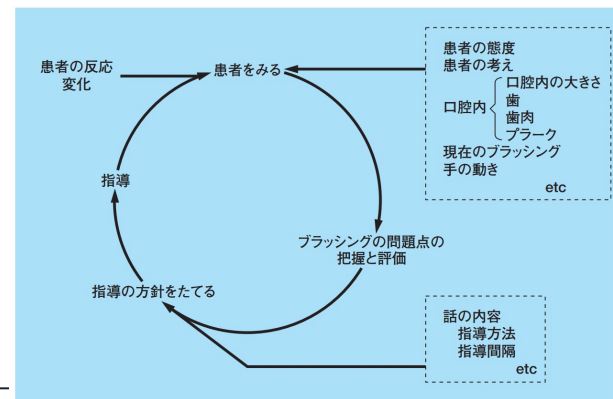 患者の反応
変化
患者をみる
患者の態度
患者の考え
口腔内
口腔内の大きさ
歯
歯肉
プラーク
現在のブラッシング
手の動き
etc
指導
ブラッシングの問題点の
把握と評価
指導の方針をたてる
話の内容
指導方法
指導間隔
etc